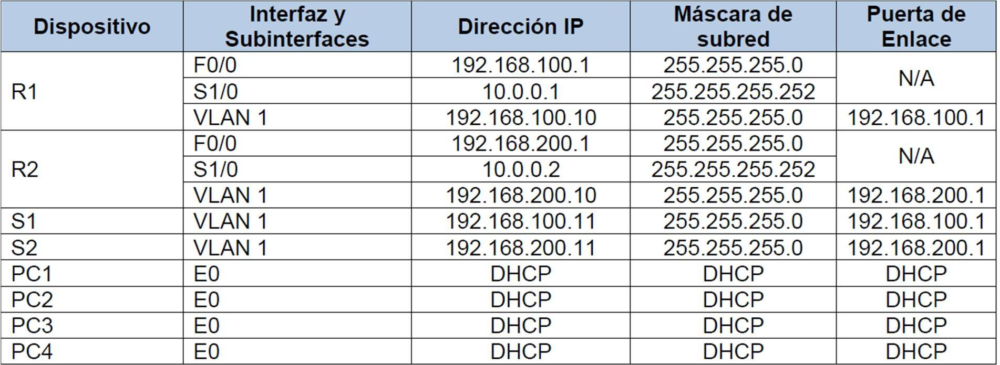 Dispositivo Interfaz y Subinterfaces Dirección IP Máscara de subred Puerta de Enlace
R1 F0/0 192.168.100.1 255.255.255.0 N/A
S1/0 10.0.0.1 255.255.255.252
VLAN 1 192.168.100.10 255.255.255.0 192.168.100.1
R2 F0/0 192.168.200.1 255.255.255.0 N/A
S1/0 10.0.0.2 255.255.255.252
VLAN 1 192.168.200.10 255.255.255.0 192.168.200.1
S1 VLAN 1 192.168.100.11 255.255.255.0 192.168.100.1
S2 VLAN 1 192.168.200.11 255.255.255.0 192.168.200.1
PC1 E0 DHCP DHCP DHCP
PC2 E0 DHCP DHCP DHCP
PC3 E0 DHCP DHCP DHCP
PC4 E0 DHCP DHCP DHCP